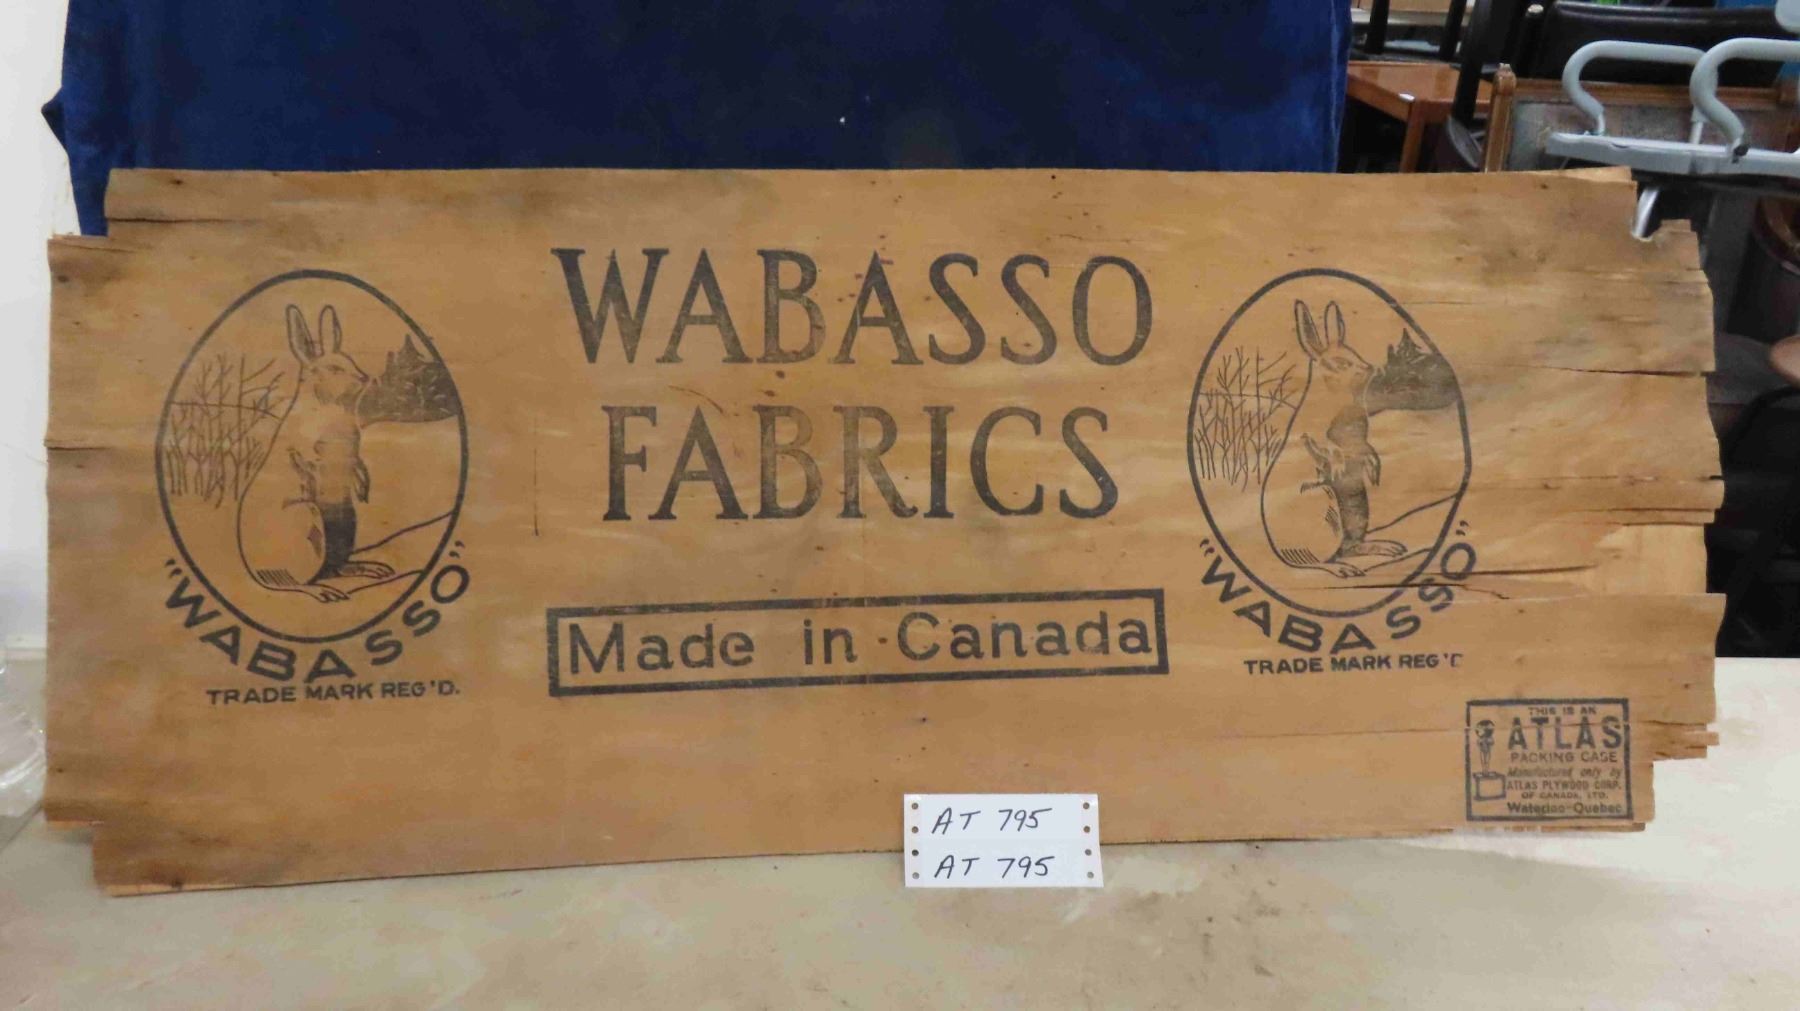 WABASSO
FABRICS
Made in Canada
"WABASSO"
TRADE MARK REG'D.
"WABASSO"
TRADE MARK REG'D
THIS IS AN
ATLAS
PACKING CASE
Manufactured only by
ATLAS PLYWOOD CORP.
OF CANADA, LTD.
Waterloo-Quebec
AT 795
AT 795